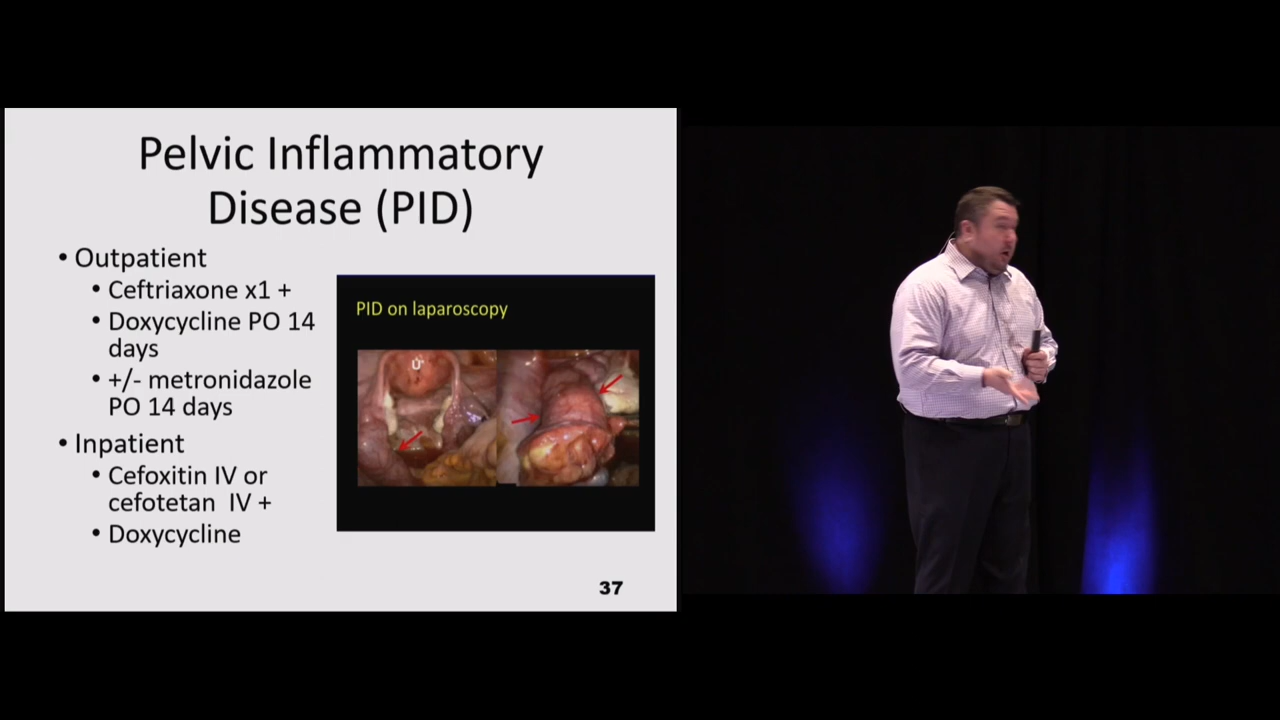 Pelvic Inflammatory
Disease (PID)
• Outpatient
• Ceftriaxone x1 +
• Doxycycline PO 14
days
• +/- metronidazole
PO 14 days
• Inpatient
• Cefoxitin IV or
cefotetan IV +
• Doxycycline
PID on laparoscopy
U
37